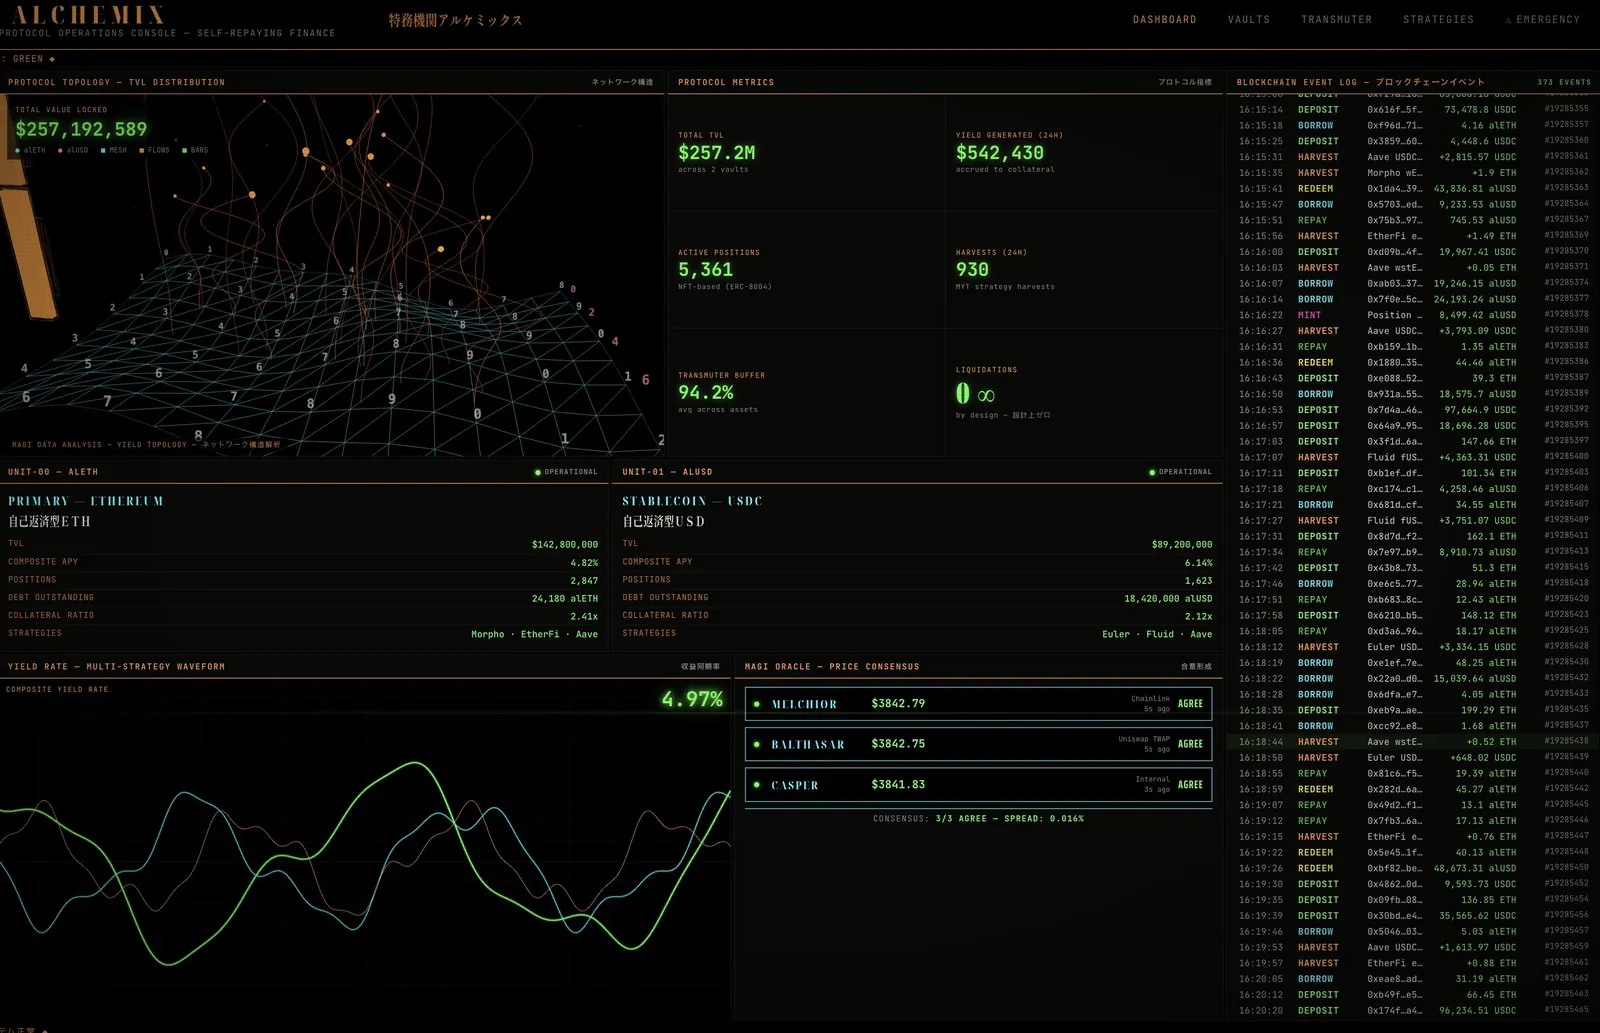 ALCHEMIX
特務機関アルケミックス
DASHBOARD VAULTS TRANSMUTER STRATEGIES ⚠ EMERGENCY
PROTOCOL OPERATIONS CONSOLE — SELF-REPAYING FINANCE
: GREEN ◆
PROTOCOL TOPOLOGY — TVL DISTRIBUTION ネットワーク構造
TOTAL VALUE LOCKED
$257,192,589
alETH alUSD MESH FLOWS BARS
MAGI DATA ANALYSIS — YIELD TOPOLOGY — ネットワーク構造解析
PROTOCOL METRICS プロトコル指標
TOTAL TVL
$257.2M
across 2 vaults
YIELD GENERATED (24H)
$542,430
accrued to collateral
ACTIVE POSITIONS
5,361
NFT-based (ERC-8004)
HARVESTS (24H)
930
MYT strategy harvests
TRANSMUTER BUFFER
94.2%
avg across assets
LIQUIDATIONS
0 ∞
by design — 設計上ゼロ
UNIT-00 — ALETH OPERATIONAL
PRIMARY — ETHEREUM
自己返済型ETH
TVL $142,800,000
COMPOSITE APY 4.82%
POSITIONS 2,847
DEBT OUTSTANDING 24,180 alETH
COLLATERAL RATIO 2.41x
STRATEGIES Morpho · EtherFi · Aave
UNIT-01 — ALUSD OPERATIONAL
STABLECOIN — USDC
自己返済型USD
TVL $89,200,000
COMPOSITE APY 6.14%
POSITIONS 1,623
DEBT OUTSTANDING 18,420,000 alUSD
COLLATERAL RATIO 2.12x
STRATEGIES Euler · Fluid · Aave
YIELD RATE — MULTI-STRATEGY WAVEFORM 収益同期率
COMPOSITE YIELD RATE
4.97%
MAGI ORACLE — PRICE CONSENSUS 合意形成
MELCHIOR $3842.79 Chainlink 5s ago AGREE
BALTHASAR $3842.75 Uniswap TWAP 5s ago AGREE
CASPER $3841.83 Internal 3s ago AGREE
CONSENSUS: 3/3 AGREE — SPREAD: 0.016%
BLOCKCHAIN EVENT LOG — ブロックチェーンイベント 373 EVENTS
16:15:14 DEPOSIT 0x616f…5f… 73,478.8 USDC #19285355
16:15:18 BORROW 0xf96d…71… 4.16 alETH #19285357
16:15:25 DEPOSIT 0x3859…60… 4,448.6 USDC #19285360
16:15:31 HARVEST Aave USDC… +2,815.57 USDC #19285361
16:15:35 HARVEST Morpho wE… +1.9 ETH #19285362
16:15:41 REDEEM 0x1da4…39… 43,836.81 alUSD #19285363
16:15:47 BORROW 0x5703…ed… 9,233.53 alUSD #19285364
16:15:51 REPAY 0x75b3…97… 745.53 alUSD #19285367
16:15:56 HARVEST EtherFi e… +1.49 ETH #19285369
16:16:00 DEPOSIT 0xd09b…4f… 19,967.41 USDC #19285370
16:16:03 HARVEST Aave wstE… +0.05 ETH #19285371
16:16:07 BORROW 0xab03…37… 19,246.15 alUSD #19285374
16:16:14 BORROW 0x7f0e…5c… 24,193.24 alUSD #19285377
16:16:22 MINT Position … 8,499.42 alUSD #19285378
16:16:27 HARVEST Aave USDC… +3,793.09 USDC #19285380
16:16:31 REPAY 0xb159…1b… 1.35 alETH #19285383
16:16:36 REDEEM 0x1880…35… 44.46 alETH #19285386
16:16:43 DEPOSIT 0xe088…52… 39.3 ETH #19285387
16:16:50 BORROW 0x931a…55… 18,575.7 alUSD #19285389
16:16:53 DEPOSIT 0x7d4a…46… 97,664.9 USDC #19285392
16:16:57 DEPOSIT 0x64a9…95… 18,696.28 USDC #19285395
16:17:03 DEPOSIT 0x3f1d…6a… 147.66 ETH #19285397
16:17:07 HARVEST Fluid fUS… +4,363.31 USDC #19285400
16:17:11 DEPOSIT 0xb1ef…df… 101.34 ETH #19285403
16:17:18 REPAY 0xc174…c1… 4,258.46 alUSD #19285406
16:17:21 BORROW 0x681d…cf… 34.55 alETH #19285407
16:17:27 HARVEST Fluid fUS… +3,751.07 USDC #19285409
16:17:31 DEPOSIT 0x8d7d…f2… 162.1 ETH #19285411
16:17:34 REPAY 0x7e97…b9… 8,910.73 alUSD #19285413
16:17:42 DEPOSIT 0x43b8…73… 51.3 ETH #19285415
16:17:46 BORROW 0xe6c5…77… 28.94 alETH #19285418
16:17:51 REPAY 0xb683…8c… 12.43 alETH #19285420
16:17:58 DEPOSIT 0x6210…b5… 148.12 ETH #19285423
16:18:05 REPAY 0xd3a6…96… 18.17 alETH #19285425
16:18:12 HARVEST Euler USD… +3,334.15 USDC #19285428
16:18:19 BORROW 0xe1ef…7e… 48.25 alETH #19285430
16:18:22 BORROW 0x22a0…d0… 15,039.64 alUSD #19285432
16:18:28 BORROW 0x6dfa…e7… 4.05 alETH #19285433
16:18:35 DEPOSIT 0xeb9a…ae… 199.29 ETH #19285435
16:18:41 BORROW 0xcc92…e8… 1.68 alETH #19285437
16:18:44 HARVEST Aave wstE… +0.52 ETH #19285438
16:18:50 HARVEST Euler USD… +648.02 USDC #19285439
16:18:55 REPAY 0x81c6…f5… 19.39 alETH #19285440
16:18:59 REDEEM 0x282d…6a… 45.27 alETH #19285442
16:19:07 REPAY 0x49d2…f1… 13.1 alETH #19285445
16:19:12 REPAY 0x7fb3…6a… 17.13 alETH #19285446
16:19:15 HARVEST EtherFi e… +0.76 ETH #19285447
16:19:22 REDEEM 0x5e45…1f… 40.13 alETH #19285448
16:19:26 REDEEM 0xbf82…be… 48,673.31 alUSD #19285450
16:19:30 DEPOSIT 0x4862…0d… 9,593.73 USDC #19285452
16:19:35 DEPOSIT 0x09fb…08… 136.85 ETH #19285454
16:19:39 DEPOSIT 0x30bd…e4… 35,565.62 USDC #19285456
16:19:46 BORROW 0x5046…03… 5.03 alETH #19285457
16:19:53 HARVEST Aave USDC… +1,613.97 USDC #19285459
16:19:57 HARVEST EtherFi e… +0.88 ETH #19285461
16:20:05 BORROW 0xeae8…ad… 31.19 alETH #19285462
16:20:12 DEPOSIT 0xb49f…e5… 66.45 ETH #19285463
16:20:20 DEPOSIT 0x174f…a4… 96,234.51 USDC #19285465